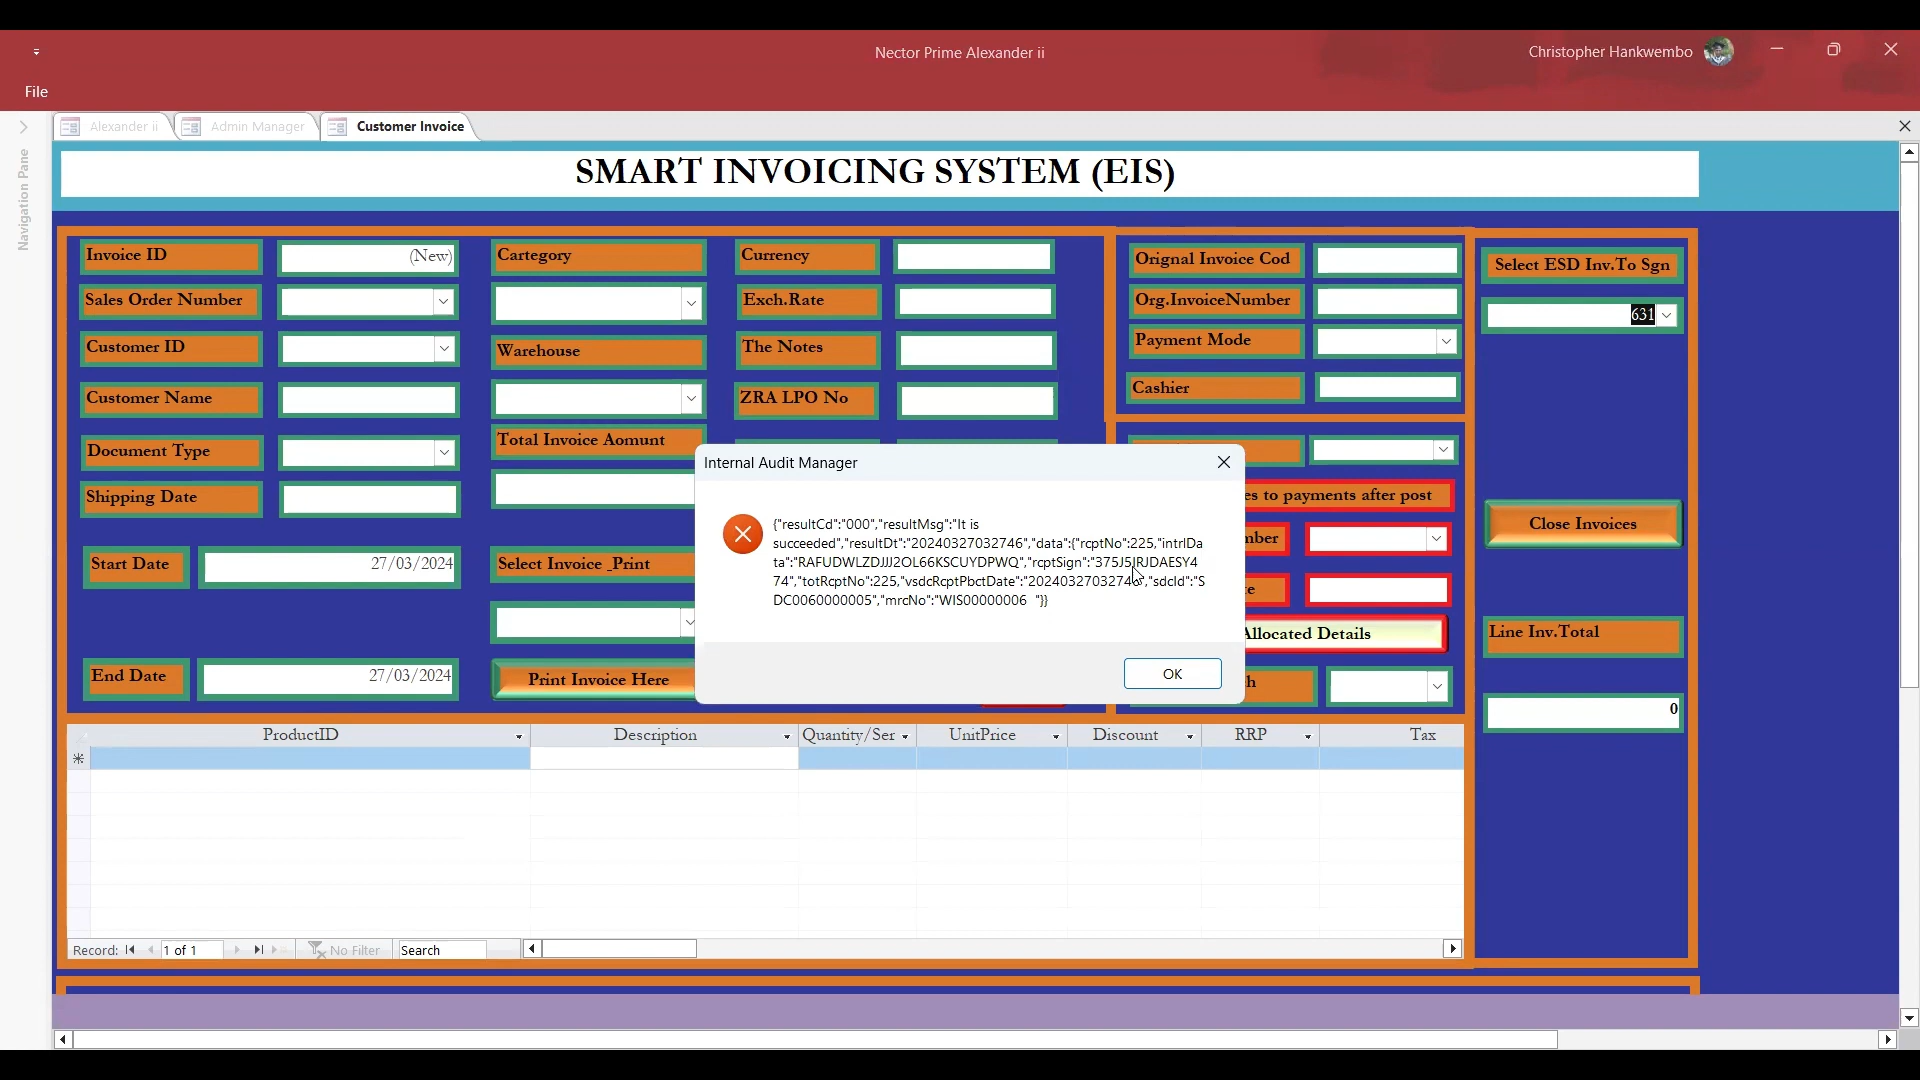 Nector Prime Alexander ii
Christopher Hankwembo
File
Alexander ii
Admin Manager
Customer Invoice
Navigation Pane
SMART INVOICING SYSTEM (EIS)
Invoice ID
(New)
Cartegory
Currency
Orignal Invoice Cod
Select ESD Inv.To Sgn
Sales Order Number
Exch.Rate
Org.InvoiceNumber
631
Customer ID
Warehouse
The Notes
Payment Mode
Customer Name
ZRA LPO No
Cashier
Document Type
Total Invoice Aomunt
Shipping Date
es to payments after post
Close Invoices
Internal Audit Manager
{"resultCd":"000","resultMsg":"It is
succeeded","resultDt":"20240327032746","data":{"rcptNo":225,"intrlDa
ta":"RAFUDWLZDJJJ2OL66KSCUYDPWQ","rcptSign":"375J5JRJDAESY4
74","totRcptNo":225,"vsdcRcptPbctDate":"20240327032746","sdcId":"S
DC0060000005","mrcNo":"WIS00000006 "}}
OK
Start Date
27/03/2024
Select Invoice _Print
mber
te
Allocated Details
Line Inv.Total
End Date
27/03/2024
Print Invoice Here
h
0
ProductID
Description
Quantity/Ser
UnitPrice
Discount
RRP
Tax
Record:
1 of 1
No Filter
Search